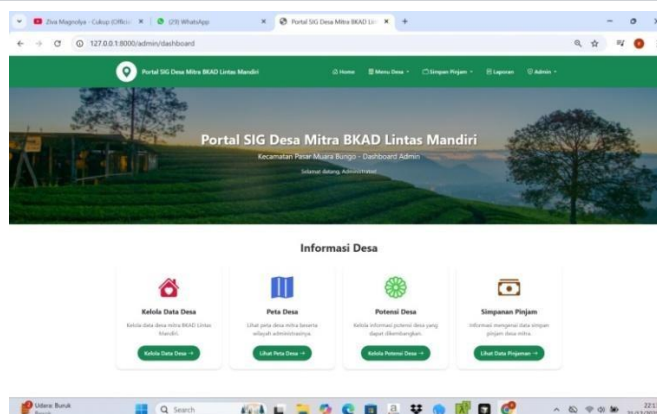 Ziva Magnolya - Cukup (Offici
(29) WhatsApp
Portal SIG Desa Mitra BKAD Lin
127.0.0.1:8000/admin/dashboard
Portal SIG Desa Mitra BKAD Lintas Mandiri
Home
Menu Desa
Simpan Pinjam
Laporan
Admin
Portal SIG Desa Mitra BKAD Lintas Mandiri
Kecamatan Pasar Muara Bungo - Dashboard Admin
Selamat datang, Administrator!
Informasi Desa
Kelola Data Desa
Kelola data desa mitra BKAD Lintas
Mandiri.
Kelola Data Desa →
Peta Desa
Lihat peta desa mitra beserta
wilayah administrasinya.
Lihat Peta Desa →
Potensi Desa
Kelola informasi potensi desa yang
dapat dikembangkan.
Kelola Potensi Desa →
Simpanan Pinjam
Informasi mengenai data simpan
pinjam desa mitra.
Lihat Data Pinjaman →
Udara: Buruk
Search